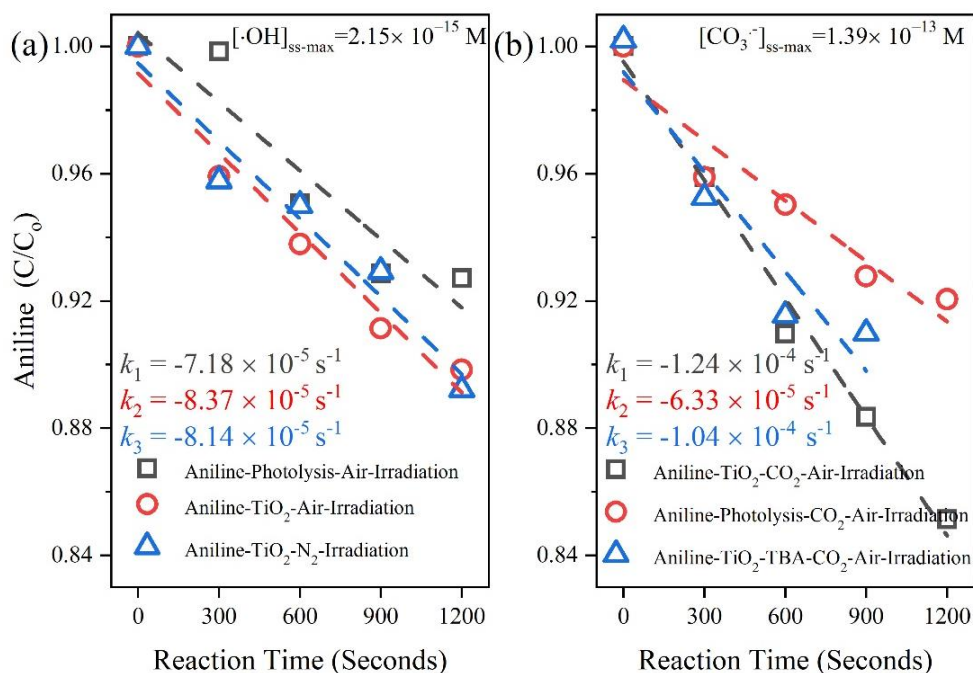 (a)
[·OH]ss-max=2.15× 10⁻¹⁵ M
1.00
0.96
0.92
0.88
0.84
Aniline (C/Co)
k₁ = -7.18 × 10⁻⁵ s⁻¹
k₂ = -8.37 × 10⁻⁵ s⁻¹
k₃ = -8.14 × 10⁻⁵ s⁻¹
Aniline-Photolysis-Air-Irradiation
Aniline-TiO₂-Air-Irradiation
Aniline-TiO₂-N₂-Irradiation
0 300 600 900 1200
Reaction Time (Seconds)
(b)
[CO₃·⁻]ss-max=1.39× 10⁻¹³ M
k₁ = -1.24 × 10⁻⁴ s⁻¹
k₂ = -6.33 × 10⁻⁵ s⁻¹
k₃ = -1.04 × 10⁻⁴ s⁻¹
Aniline-TiO₂-CO₂-Air-Irradiation
Aniline-Photolysis-CO₂-Air-Irradiation
Aniline-TiO₂-TBA-CO₂-Air-Irradiation
0 300 600 900 1200
Reaction Time (Seconds)